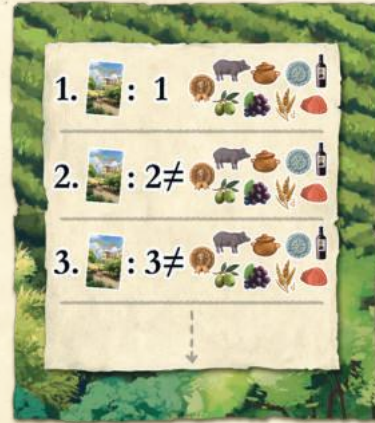 1. : 1
2. : 2≠
3. : 3≠